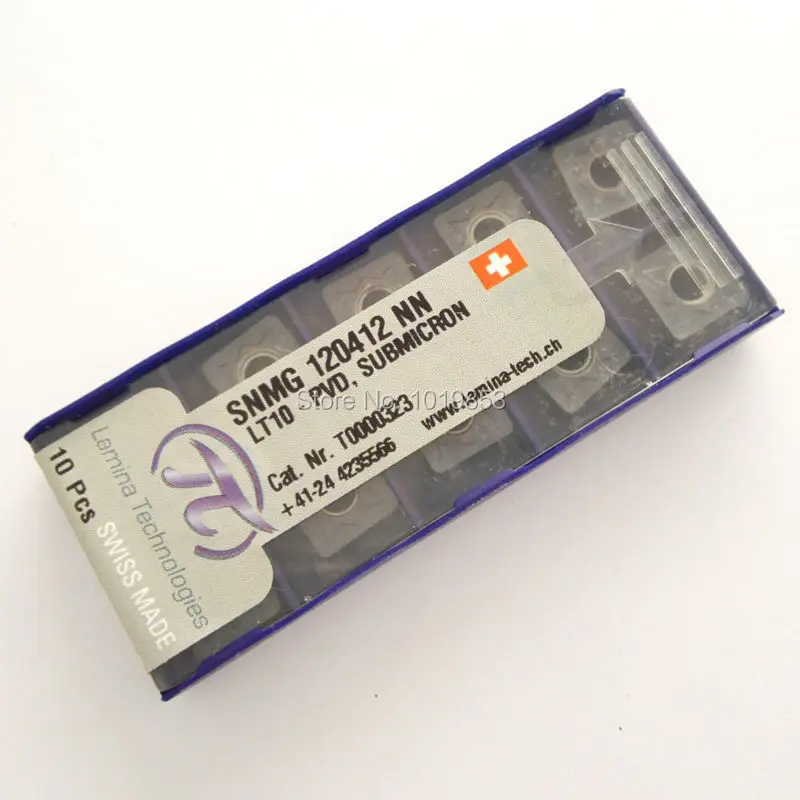 SNMG 120412 NN
LT10 PVD, SUBMICRON
Store No.: 1019853
Cat. Nr. T0000323
+41-24 4235566 www.lamina-tech.ch
10 Pcs SWISS MADE
Lamina Technologies